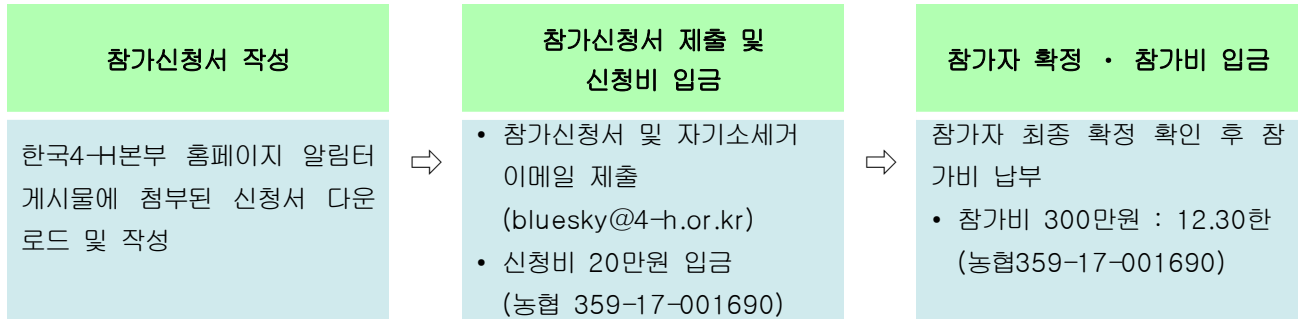 참가신청서 작성
한국4-H본부 홈페이지 알림터
게시물에 첨부된 신청서 다운
로드 및 작성
⇨
참가신청서 제출 및
신청비 입금
• 참가신청서 및 자기소세거
이메일 제출
(bluesky@4-h.or.kr)
• 신청비 20만원 입금
(농협 359-17-001690)
⇨
참가자 확정 · 참가비 입금
참가자 최종 확정 확인 후 참
가비 납부
• 참가비 300만원 : 12.30한
(농협359-17-001690)